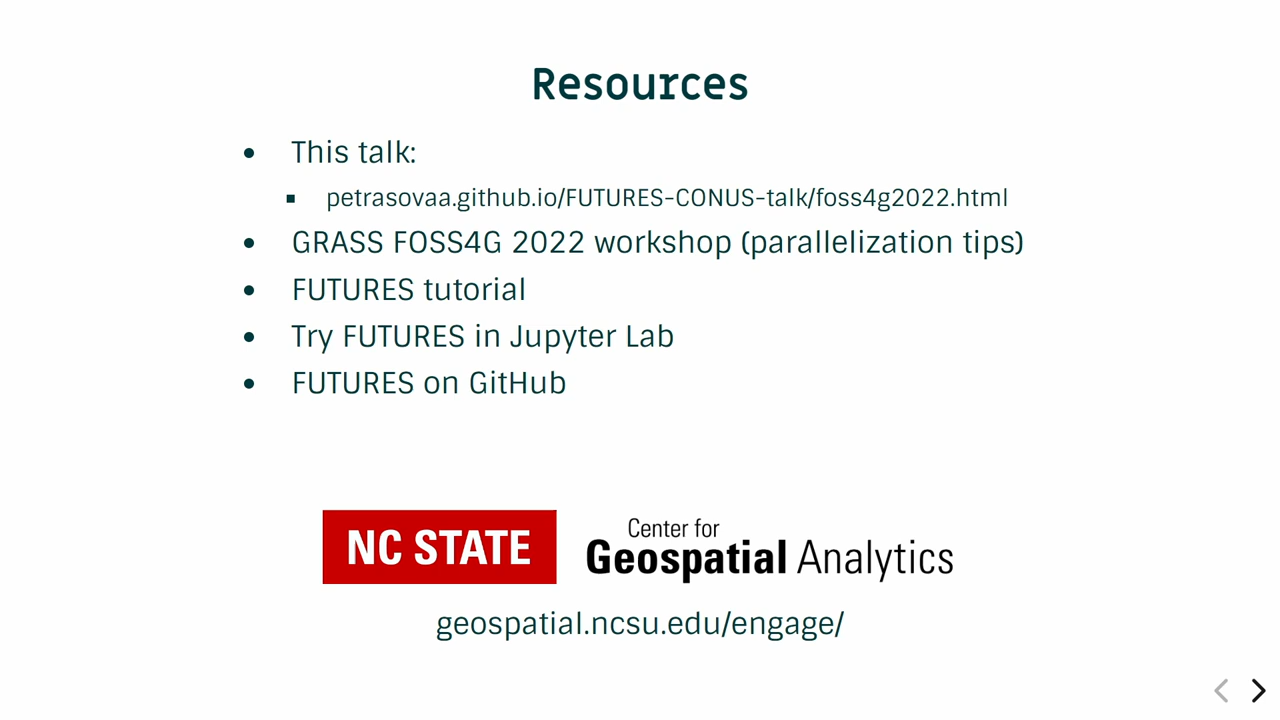 Resources
This talk:
petrasovaa.github.io/FUTURES-CONUS-talk/foss4g2022.html
GRASS FOSS4G 2022 workshop (parallelization tips)
FUTURES tutorial
Try FUTURES in Jupyter Lab
FUTURES on GitHub
NC STATE
Center for
Geospatial Analytics
geospatial.ncsu.edu/engage/